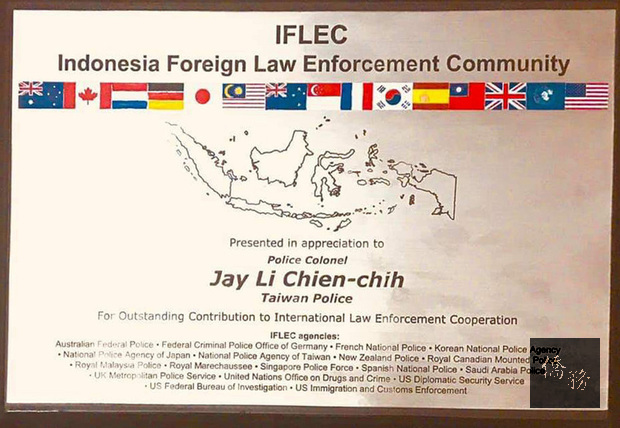 IFLEC
Indonesia Foreign Law Enforcement Community
Presented in appreciation to
Police Colonel
Jay Li Chien-chih
Taiwan Police
For Outstanding Contribution to International Law Enforcement Cooperation
IFLEC agencies:
Australian Federal Police • Federal Criminal Police Office of Germany • French National Police • Korean National Police Agency
• National Police Agency of Japan • National Police Agency of Taiwan • New Zealand Police • Royal Canadian Mounted Police
• Royal Malaysia Police • Royal Marechaussee • Singapore Police Force • Spanish National Police • Saudi Arabia Police
• UK Metropolitan Police Service • United Nations Office on Drugs and Crime • US Diplomatic Security Service
• US Federal Bureau of Investigation • US Immigration and Customs Enforcement
僑務